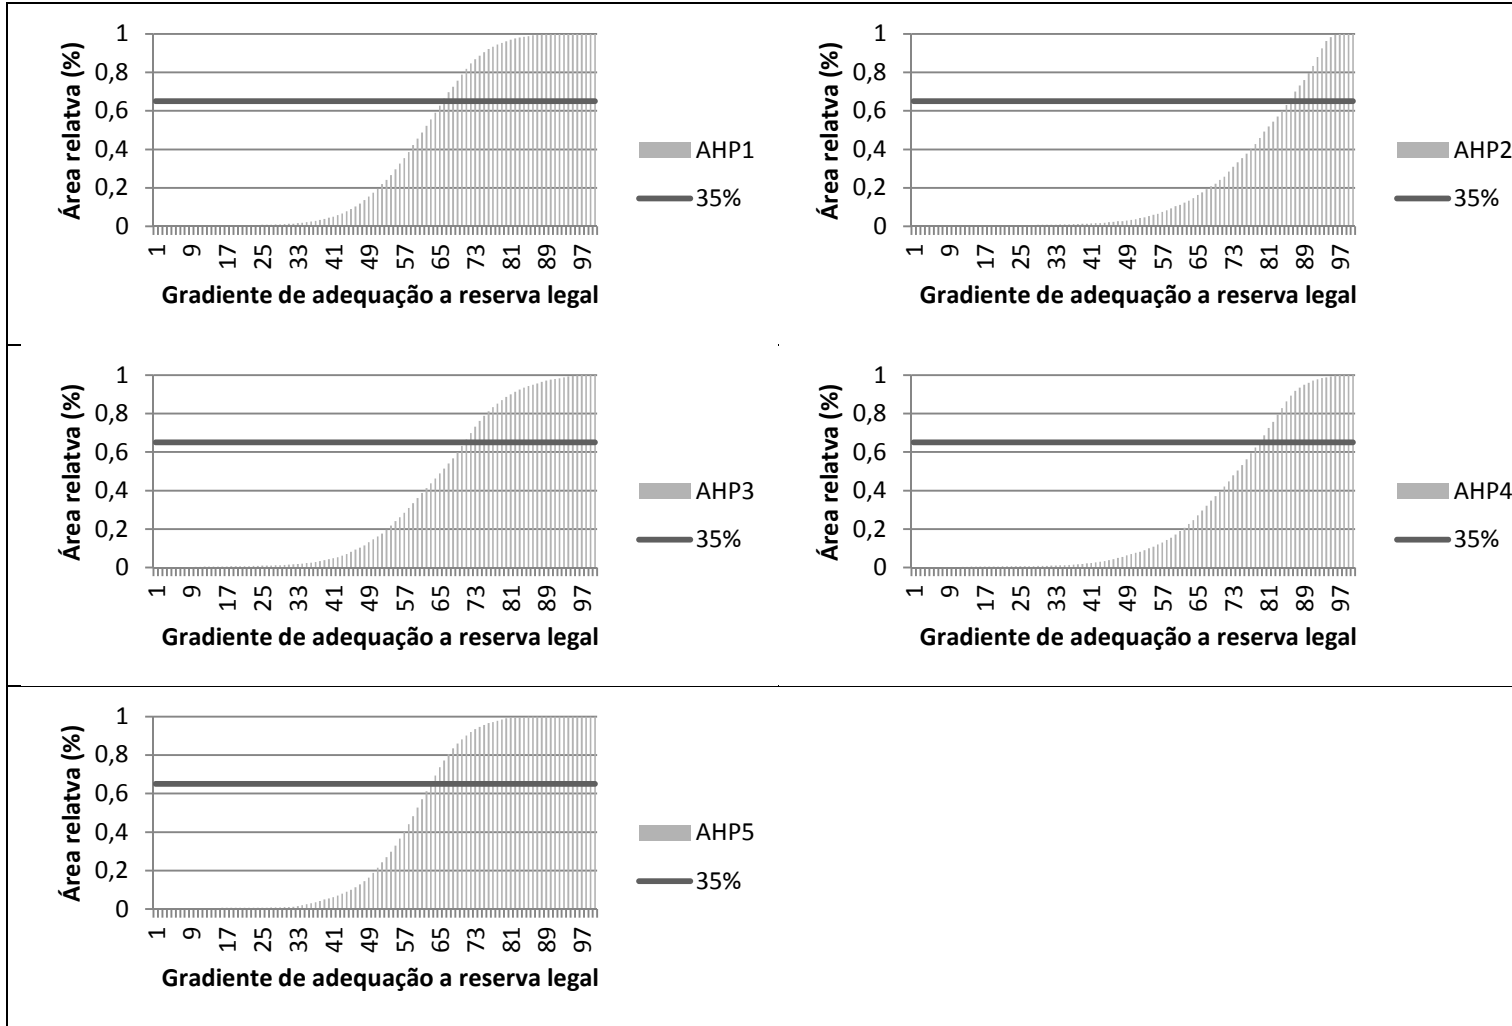 Área relatva (%)
1
0,8
0,6
0,4
0,2
0
1 9 17 25 33 41 49 57 65 73 81 89 97
Gradiente de adequação a reserva legal
AHP1
35%
Área relatva (%)
1
0,8
0,6
0,4
0,2
0
1 9 17 25 33 41 49 57 65 73 81 89 97
Gradiente de adequação a reserva legal
AHP2
35%
Área relatva (%)
1
0,8
0,6
0,4
0,2
0
1 9 17 25 33 41 49 57 65 73 81 89 97
Gradiente de adequação a reserva legal
AHP3
35%
Área relatva (%)
1
0,8
0,6
0,4
0,2
0
1 9 17 25 33 41 49 57 65 73 81 89 97
Gradiente de adequação a reserva legal
AHP4
35%
Área relatva (%)
1
0,8
0,6
0,4
0,2
0
1 9 17 25 33 41 49 57 65 73 81 89 97
Gradiente de adequação a reserva legal
AHP5
35%